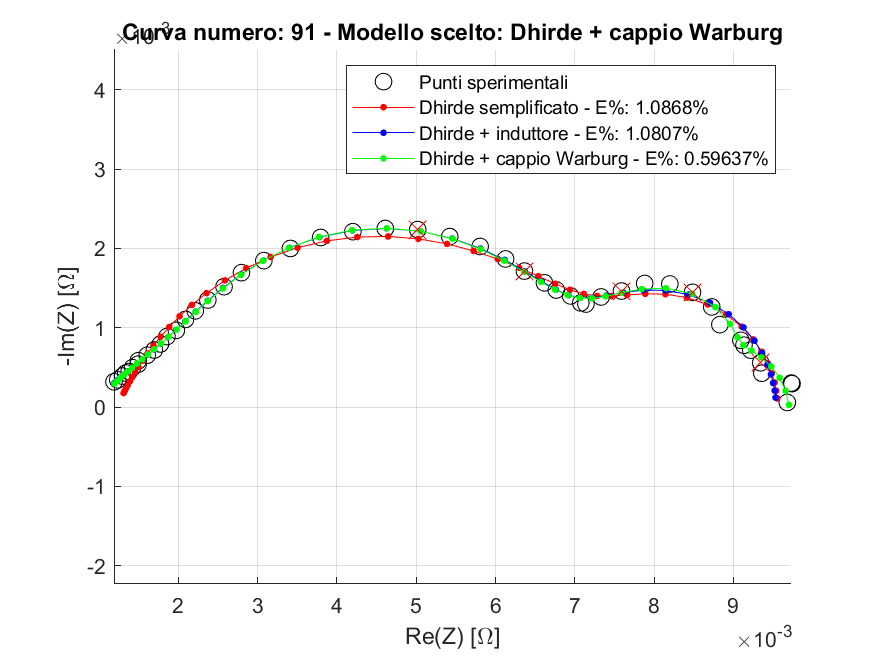 Curva numero: 91 - Modello scelto: Dhirde + cappio Warburg
×10-3
Punti sperimentali
Dhirde semplificato - E%: 1.0868%
Dhirde + induttore - E%: 1.0807%
Dhirde + cappio Warburg - E%: 0.59637%
4
3
2
1
0
-1
-2
-Im(Z) [Ω]
2 3 4 5 6 7 8 9
Re(Z) [Ω]
×10-3